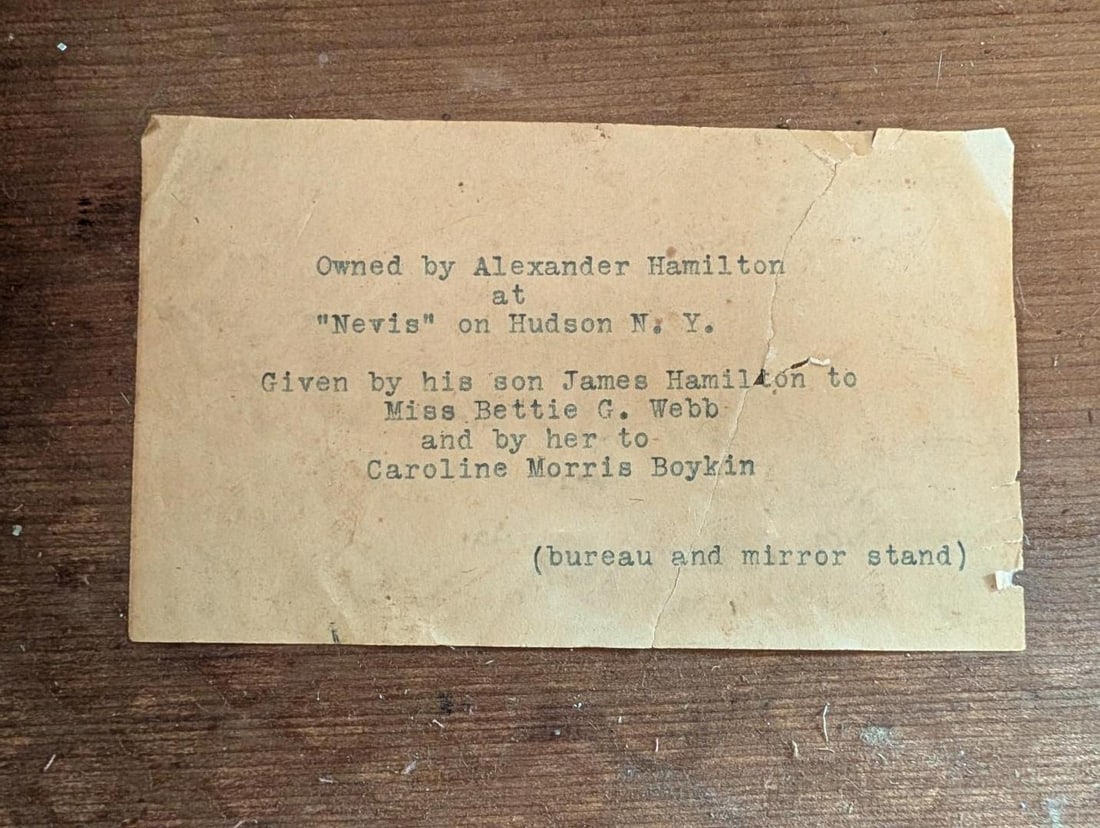 Owned by Alexander Hamilton
at
"Nevis" on Hudson N. Y.
Given by his son James Hamilton to
Miss Bettie G. Webb
and by her to
Caroline Morris Boykin
(bureau and mirror stand)